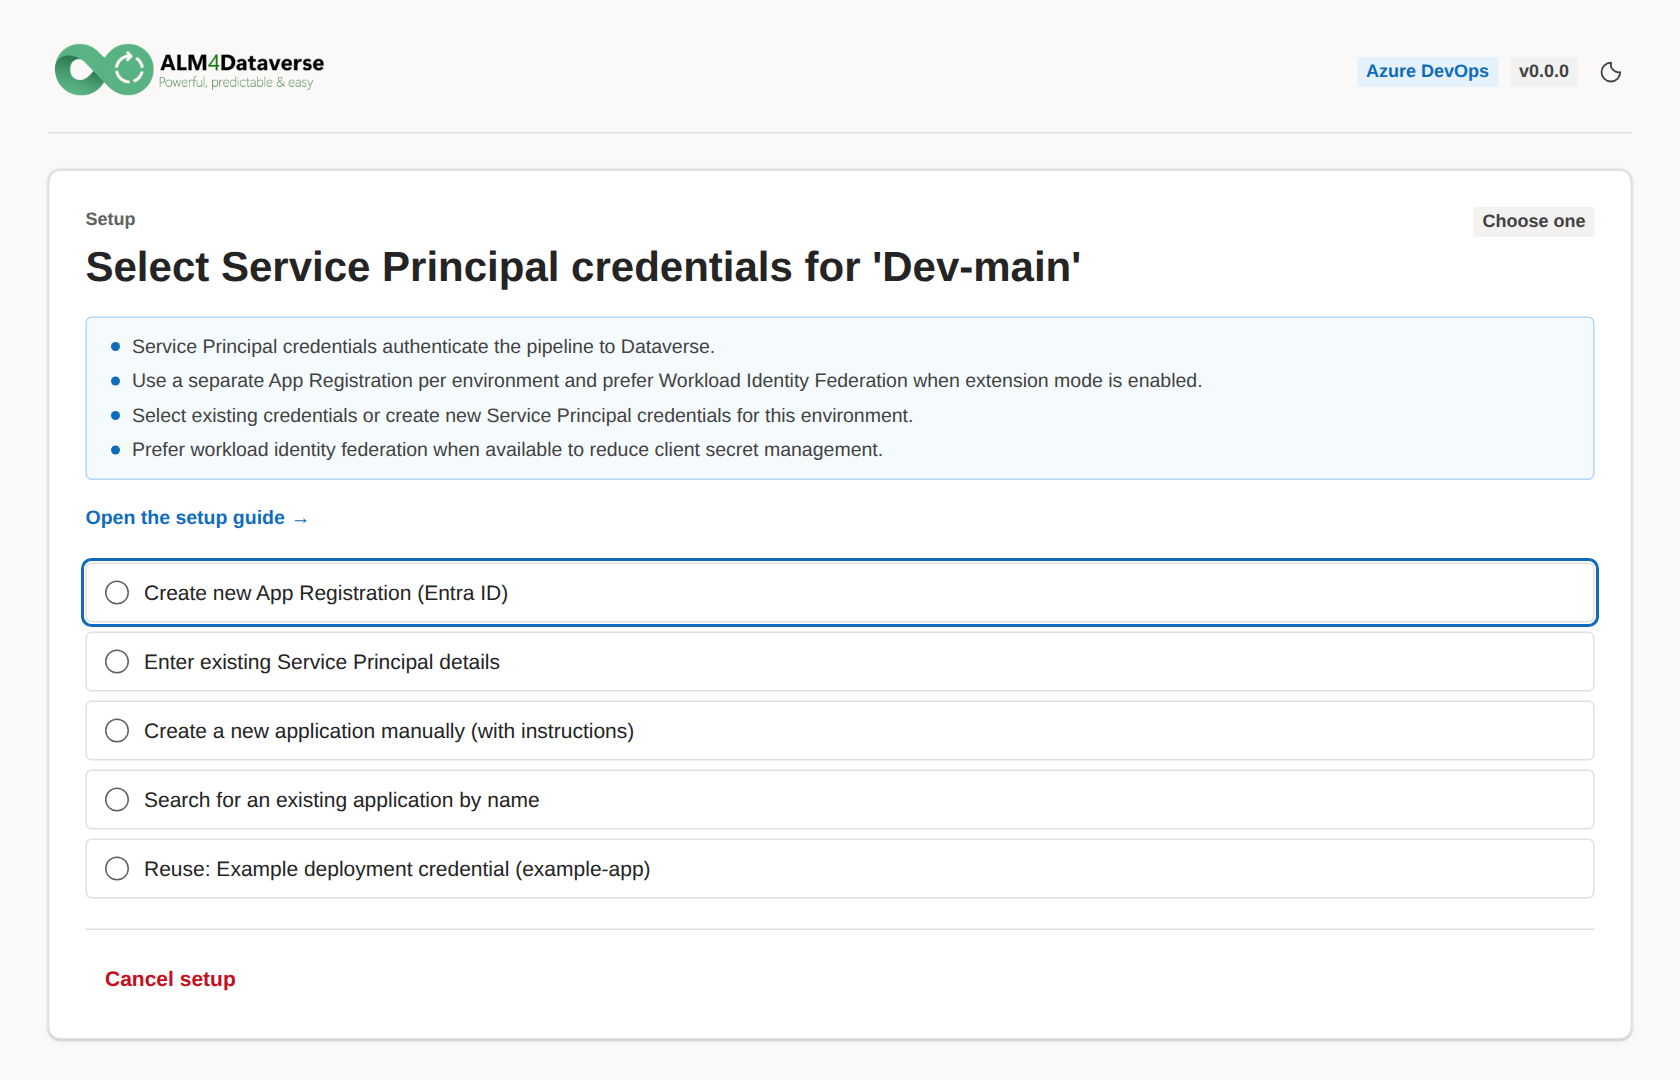 ALM4Dataverse
Powerful, predictable & easy
Azure DevOps
v0.0.0
Setup
Choose one
Select Service Principal credentials for 'Dev-main'
Service Principal credentials authenticate the pipeline to Dataverse.
Use a separate App Registration per environment and prefer Workload Identity Federation when extension mode is enabled.
Select existing credentials or create new Service Principal credentials for this environment.
Prefer workload identity federation when available to reduce client secret management.
Open the setup guide →
Create new App Registration (Entra ID)
Enter existing Service Principal details
Create a new application manually (with instructions)
Search for an existing application by name
Reuse: Example deployment credential (example-app)
Cancel setup